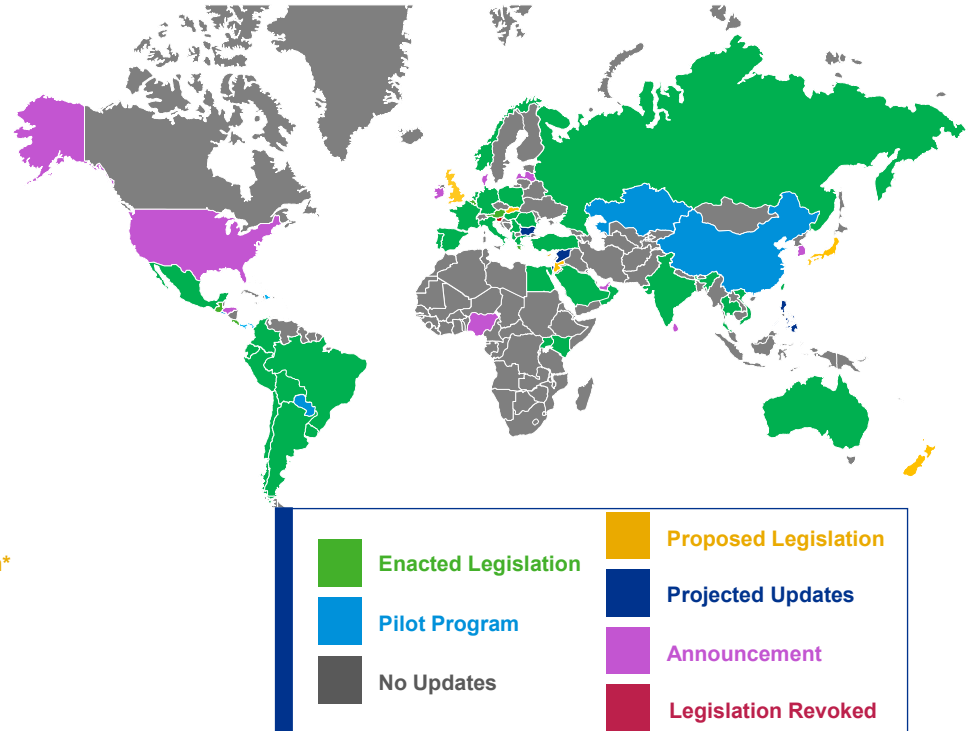 *
Enacted Legislation
Pilot Program
No Updates
Proposed Legislation
Projected Updates
Announcement
Legislation Revoked